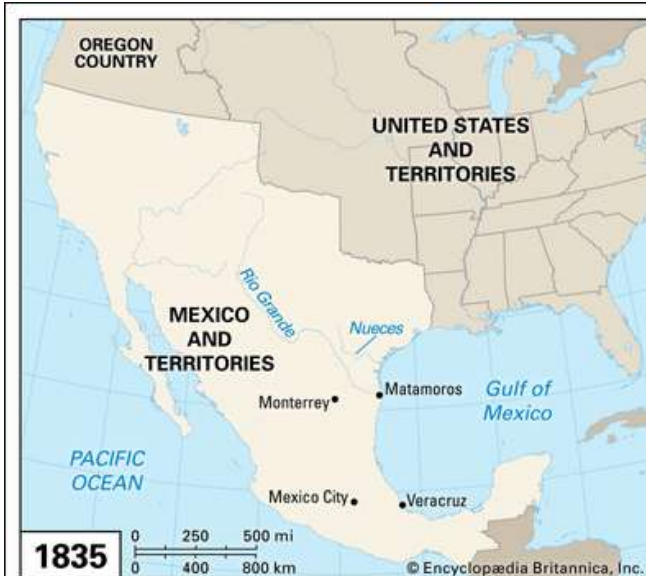 OREGON
COUNTRY
UNITED STATES
AND
TERRITORIES
Rio Grande
Nueces
MEXICO
AND
TERRITORIES
Monterrey
Matamoros
Gulf of
Mexico
PACIFIC
OCEAN
Mexico City
Veracruz
1835
0 250 500 mi
0 400 800 km
© Encyclopædia Britannica, Inc.